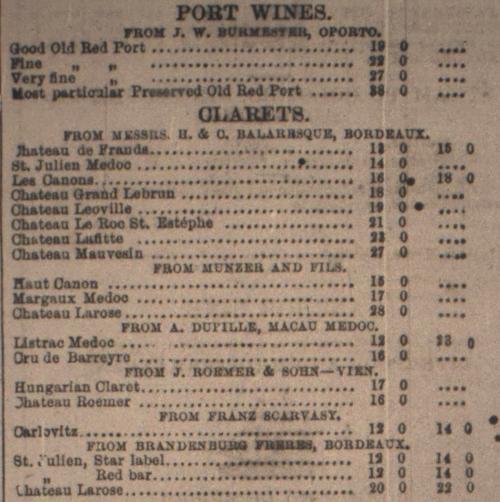 PORT WINES.
FROM J. W. BURMESTER, OPORTO.
Good Old Red Port ........ 19 0 ....
Fine „ „ ........ 22 0 ....
Very fine „ ........ 27 0 ....
Most particular Preserved Old Red Port ........ 38 0 ....
CLARETS.
FROM MESSRS. H. & C. BALARESQUE, BORDEAUX.
Chateau de Frands ........ 13 0 15 0
St. Julien Medoc ........ 14 0 ....
Les Canons ........ 16 0 18 0
Chateau Grand Lebrun ........ 18 0 ....
Chateau Leoville ........ 19 0
Chateau Le Roc St. Estéphe ........ 21 0 ....
Chateau Lafitte ........ 23 0 ....
Chateau Mauvesin ........ 27 0 ....
FROM MUNZER AND FILS.
Haut Canon ........ 15 0 ....
Margaux Medoc ........ 17 0 ....
Chateau Larose ........ 28 0 ....
FROM A. DUFILLE, MACAU MEDOC.
Listrac Medoc ........ 12 0 0
Cru de Barreyre ........ 16 0 ....
FROM J. ROEMER & SOHN—VIEN.
Hungarian Claret ........ 17 0 ....
Chateau Roemer ........ 16 0 ....
FROM FRANZ SCARVASY.
Carlovitz ........ 12 0 14 0
FROM BRANDENBURG FRERES, BORDEAUX.
St. Julien, Star label ........ 12 0 14 0
„ Red bar ........ 12 0 14 0
Chateau Larose ........ 20 0 22 0